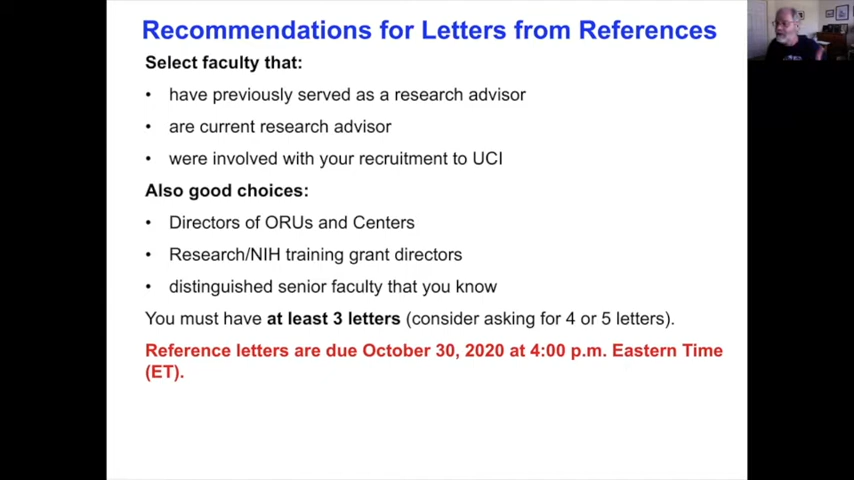 Recommendations for Letters from References
Select faculty that:
• have previously served as a research advisor
• are current research advisor
• were involved with your recruitment to UCI
Also good choices:
• Directors of ORUs and Centers
• Research/NIH training grant directors
• distinguished senior faculty that you know
You must have at least 3 letters (consider asking for 4 or 5 letters).
Reference letters are due October 30, 2020 at 4:00 p.m. Eastern Time
(ET).